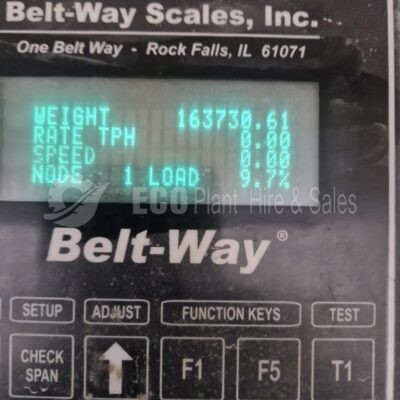 Belt-Way Scales, Inc.
One Belt Way - Rock Falls, IL 61071
WEIGHT 163730.61
RATE TPH 0.00
SPEED 0.00
NODE 1 LOAD 9.7%
ECO Plant Hire & Sales
Belt-Way®
SETUP ADJUST FUNCTION KEYS TEST
CHECK SPAN F1 F5 T1